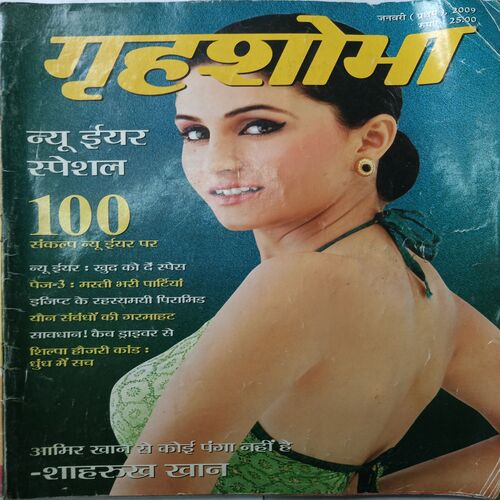 जनवरी ( प्रथम ), 2009
रुपए : 25.00
गृहशोभा
न्यू ईयर
स्पेशल
100
संकल्प न्यू ईयर पर
न्यू ईयर : खुद को दें स्पेस
पेज-3 : मस्ती भरी पार्टियां
इजिप्ट के रहस्यमयी पिरामिड
यौन संबंधों की गरमाहट
सावधान! कैब ड्राइवर से
शिल्पा हौजरी कांड :
धुंध में सच
आमिर खान से कोई पंगा नहीं है
-शाहरुख खान